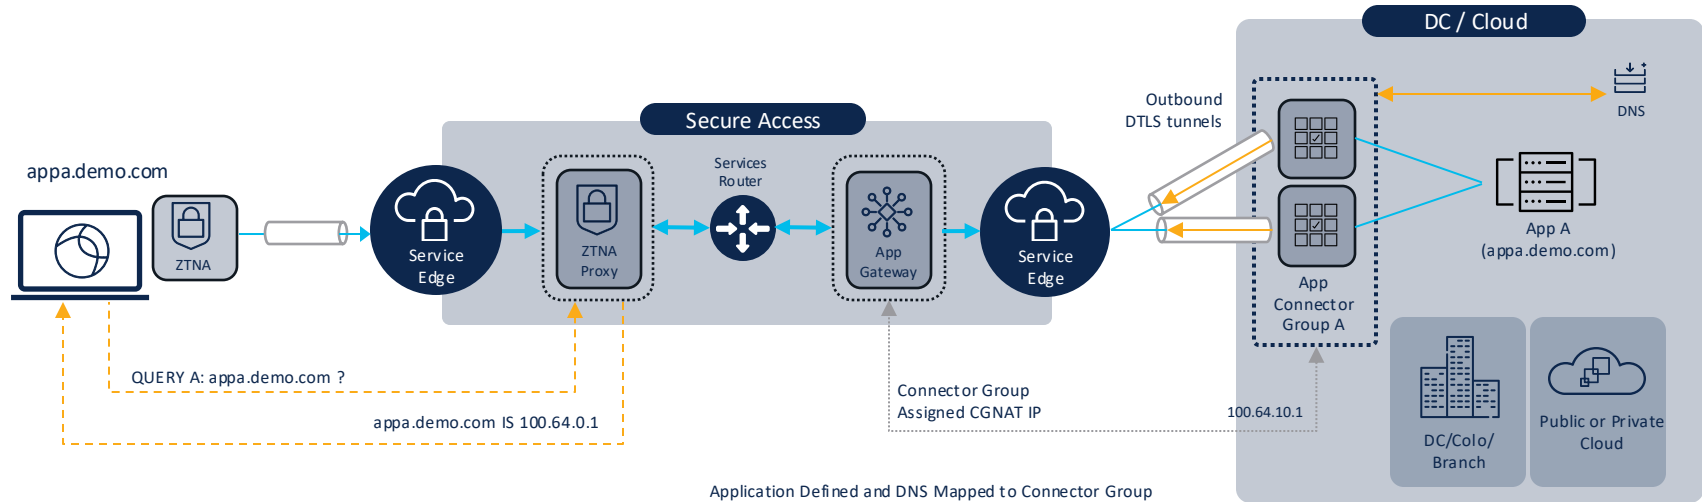 DC / Cloud
Secure Access
Outbound
DTLS tunnels
DNS
appa.demo.com
ZTNA
Service
Edge
ZTNA
Proxy
Services
Router
App
Gateway
Service
Edge
App
Connector
Group A
App A
(appa.demo.com)
QUERY A: appa.demo.com ?
appa.demo.com IS 100.64.0.1
Connector Group
Assigned CGNAT IP
100.64.10.1
DC/Colo/
Branch
Public or Private
Cloud
Application Defined and DNS Mapped to Connector Group